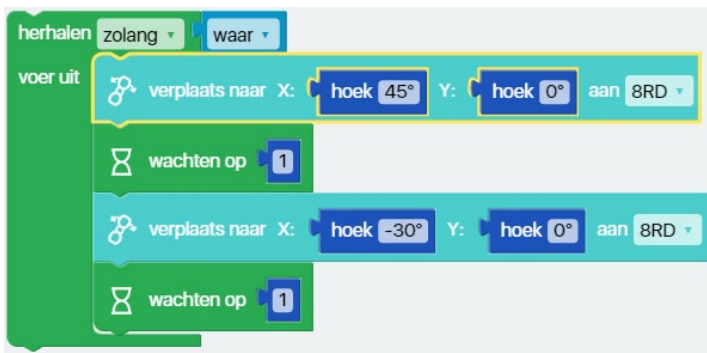 herhalen zolang waar
voer uit
verplaats naar X: hoek 45° Y: hoek 0° aan 8RD
wachten op 1
verplaats naar X: hoek -30° Y: hoek 0° aan 8RD
wachten op 1